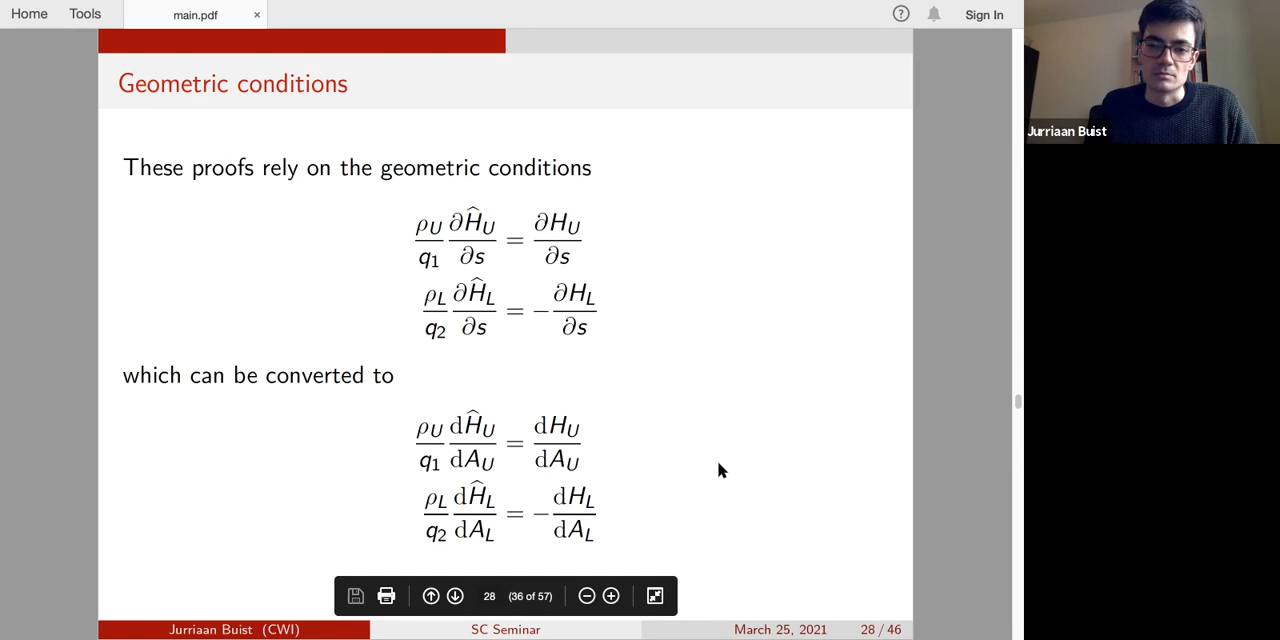 Home Tools main.pdf × ? Sign In
Geometric conditions
Jurriaan Buist
These proofs rely on the geometric conditions
ρ_U/q_1 ∂Ĥ_U/∂s = ∂H_U/∂s
ρ_L/q_2 ∂Ĥ_L/∂s = −∂H_L/∂s
which can be converted to
ρ_U/q_1 dĤ_U/dA_U = dH_U/dA_U
ρ_L/q_2 dĤ_L/dA_L = −dH_L/dA_L
28 (36 of 57)
Jurriaan Buist (CWI) SC Seminar March 25, 2021 28 / 46